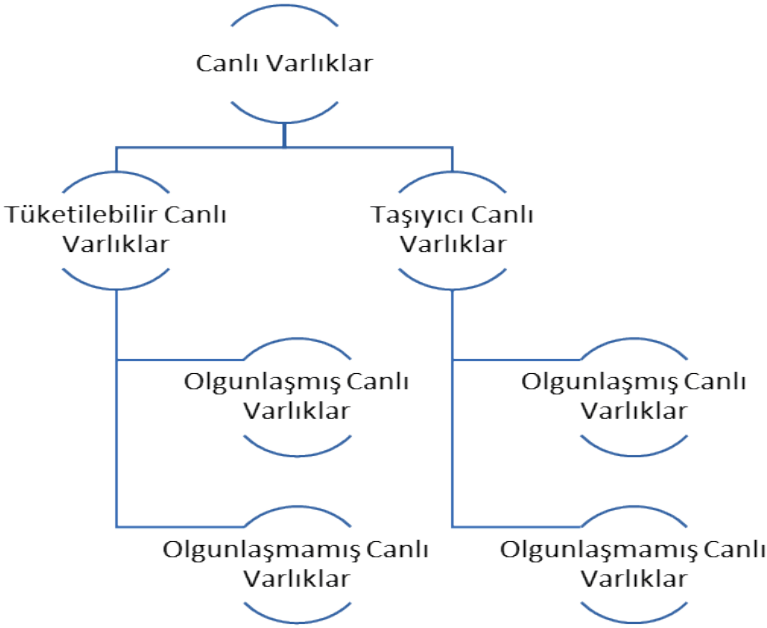 Canlı Varlıklar
Tüketilebilir Canlı
Varlıklar
Taşıyıcı Canlı
Varlıklar
Olgunlaşmış Canlı
Varlıklar
Olgunlaşmış Canlı
Varlıklar
Olgunlaşmamış Canlı
Varlıklar
Olgunlaşmamış Canlı
Varlıklar